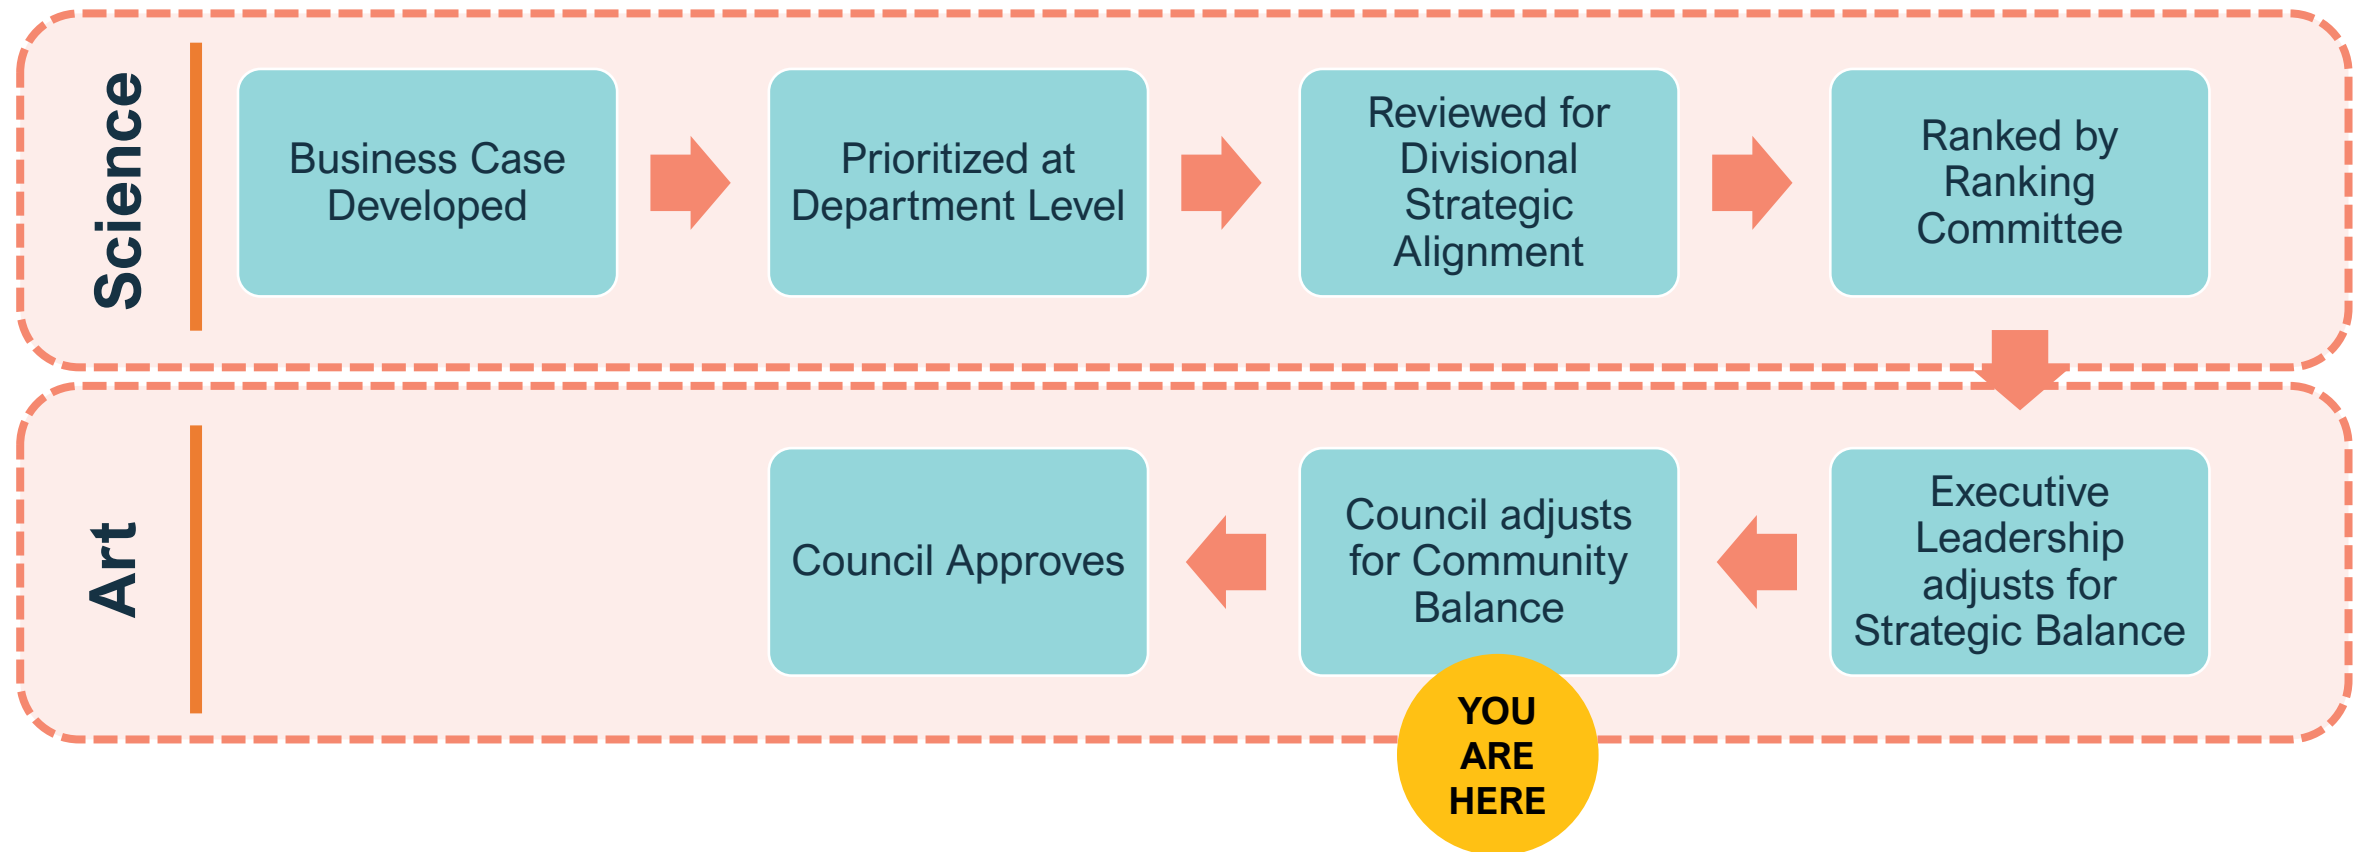 Science
Business Case
Developed
Prioritized at
Department Level
Reviewed for
Divisional
Strategic
Alignment
Ranked by
Ranking
Committee
Art
Council Approves
Council adjusts
for Community
Balance
Executive
Leadership
adjusts for
Strategic Balance
YOU
ARE
HERE